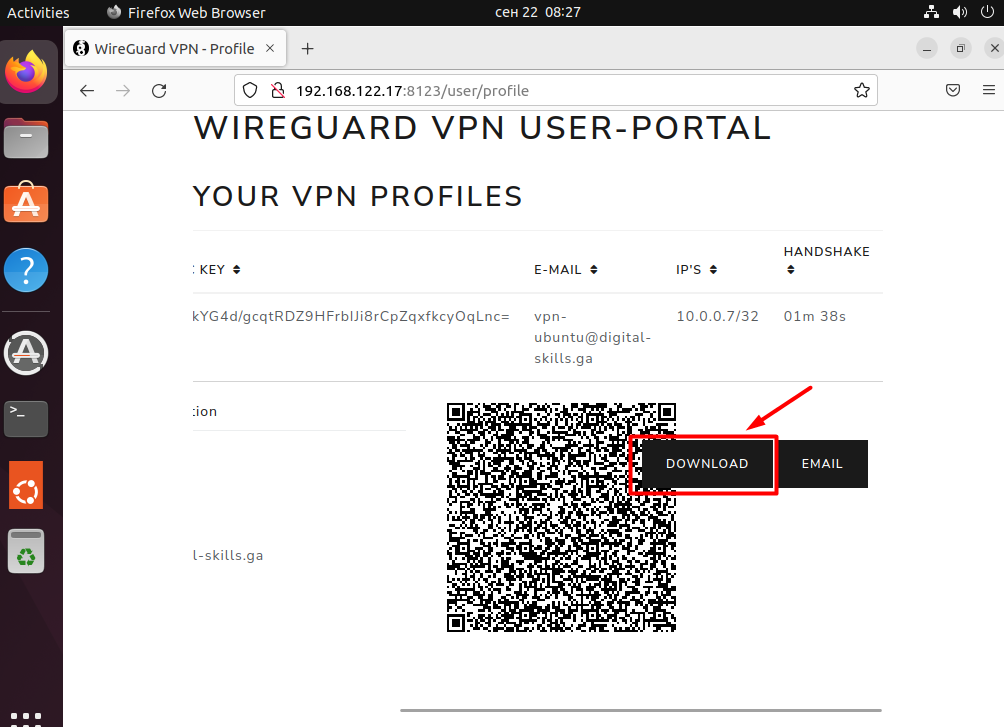 Activities
Firefox Web Browser
сен 22 08:27
WireGuard VPN - Profile
192.168.122.17:8123/user/profile
WIREGUARD VPN USER-PORTAL
YOUR VPN PROFILES
KEY
E-MAIL
IP'S
HANDSHAKE
kYG4d/gcqtRDZ9HFrbIJi8rCpZqxfkcyOqLnc=
vpn-
ubuntu@digital-
skills.ga
10.0.0.7/32
01m 38s
tion
DOWNLOAD
EMAIL
l-skills.ga